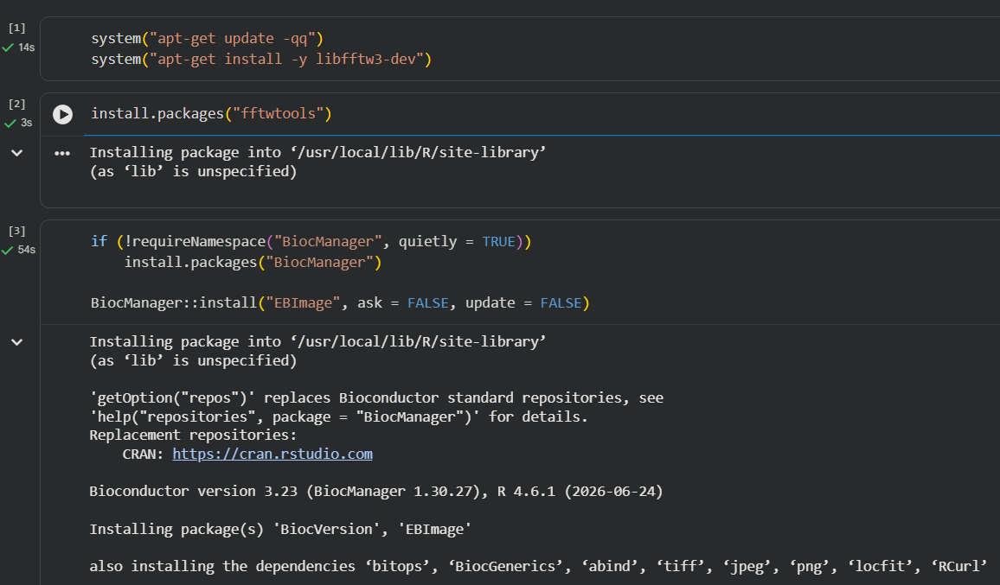 [1]
14s
system("apt-get update -qq")
system("apt-get install -y libfftw3-dev")
[2]
3s
install.packages("fftwtools")
Installing package into ‘/usr/local/lib/R/site-library’
(as ‘lib’ is unspecified)
[3]
54s
if (!requireNamespace("BiocManager", quietly = TRUE))
    install.packages("BiocManager")
BiocManager::install("EBImage", ask = FALSE, update = FALSE)
Installing package into ‘/usr/local/lib/R/site-library’
(as ‘lib’ is unspecified)
'getOption("repos")' replaces Bioconductor standard repositories, see
'help("repositories", package = "BiocManager")' for details.
Replacement repositories:
    CRAN: https://cran.rstudio.com
Bioconductor version 3.23 (BiocManager 1.30.27), R 4.6.1 (2026-06-24)
Installing package(s) 'BiocVersion', 'EBImage'
also installing the dependencies ‘bitops’, ‘BiocGenerics’, ‘abind’, ‘tiff’, ‘jpeg’, ‘png’, ‘locfit’, ‘RCurl’